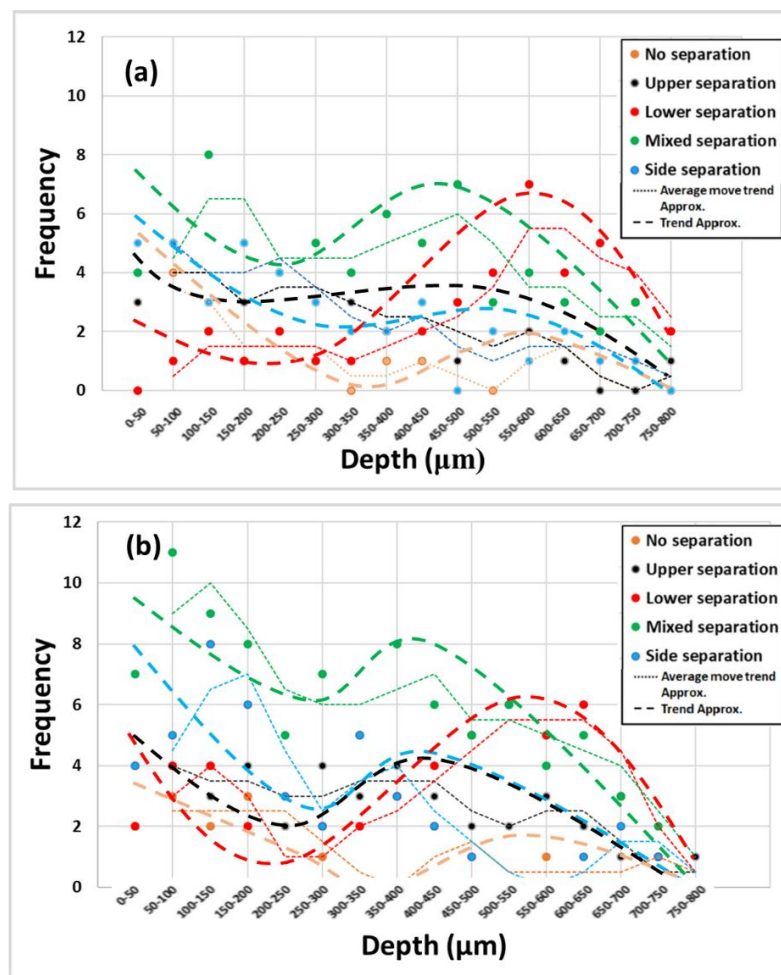 12
10
8
6
4
2
0
Frequency
(a)
No separation
Upper separation
Lower separation
Mixed separation
Side separation
Average move trend
Approx.
Trend Approx.
0-50
50-100
100-150
150-200
200-250
250-300
300-350
350-400
400-450
450-500
500-550
550-600
600-650
650-700
700-750
750-800
Depth (μm)
12
10
8
6
4
2
0
Frequency
(b)
No separation
Upper separation
Lower separation
Mixed separation
Side separation
Average move trend
Approx.
Trend Approx.
0-50
50-100
100-150
150-200
200-250
250-300
300-350
350-400
400-450
450-500
500-550
550-600
600-650
650-700
700-750
750-800
Depth (μm)